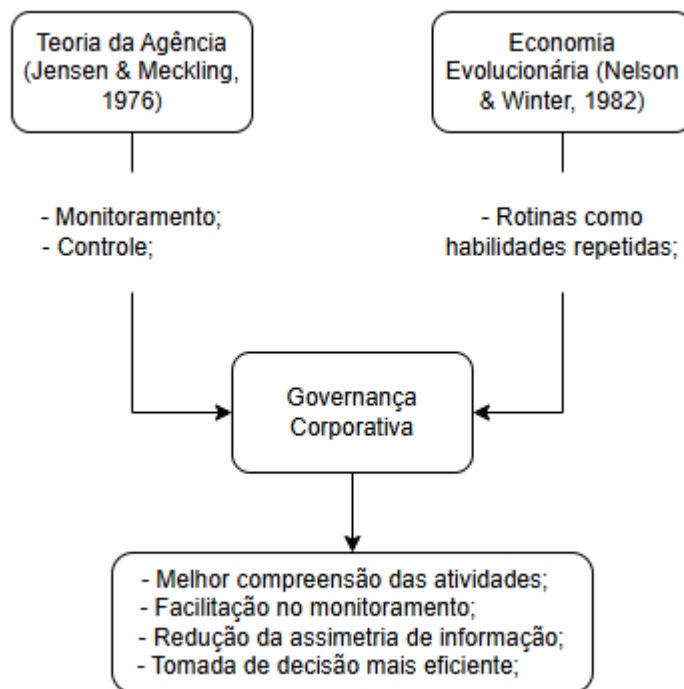 Teoria da Agência
(Jensen & Meckling,
1976)
Economia
Evolucionária (Nelson
& Winter, 1982)
- Monitoramento;
- Controle;
- Rotinas como
habilidades repetidas;
Governança
Corporativa
- Melhor compreensão das atividades;
- Facilitação no monitoramento;
- Redução da assimetria de informação;
- Tomada de decisão mais eficiente;